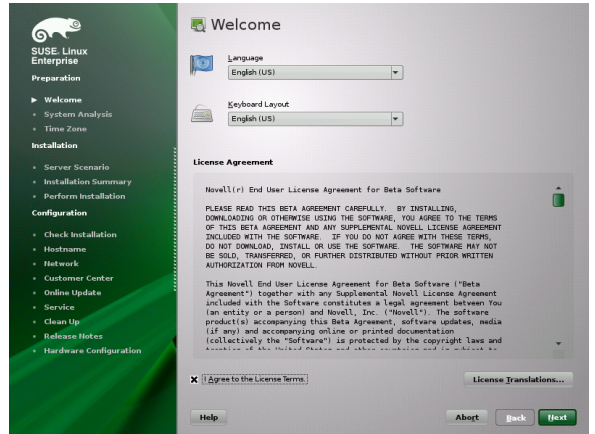 SUSE. Linux
Enterprise
Preparation
Welcome
System Analysis
Time Zone
Installation
Server Scenario
Installation Summary
Perform Installation
Configuration
Check Installation
Hostname
Network
Customer Center
Online Update
Service
Clean Up
Release Notes
Hardware Configuration
Welcome
Language
English (US)
Keyboard Layout
English (US)
License Agreement
Novell(r) End User License Agreement for Beta Software
PLEASE READ THIS BETA AGREEMENT CAREFULLY. BY INSTALLING,
DOWNLOADING OR OTHERWISE USING THE SOFTWARE, YOU AGREE TO THE TERMS
OF THIS BETA AGREEMENT AND ANY SUPPLEMENTAL NOVELL LICENSE AGREEMENT
INCLUDED WITH THE SOFTWARE. IF YOU DO NOT AGREE WITH THESE TERMS,
DO NOT DOWNLOAD, INSTALL OR USE THE SOFTWARE. THE SOFTWARE MAY NOT
BE SOLD, TRANSFERRED, OR FURTHER DISTRIBUTED WITHOUT PRIOR WRITTEN
AUTHORIZATION FROM NOVELL.
This Novell End User License Agreement for Beta Software ("Beta
Agreement") together with any Supplemental Novell License Agreement
included with the Software constitutes a legal agreement between You
(an entity or a person) and Novell, Inc. ("Novell"). The software
product(s) accompanying this Beta Agreement, software updates, media
(if any) and accompanying online or printed documentation
(collectively the "Software") is protected by the copyright laws and
I Agree to the License Terms.
License Translations...
Help
Abort
Back
Next